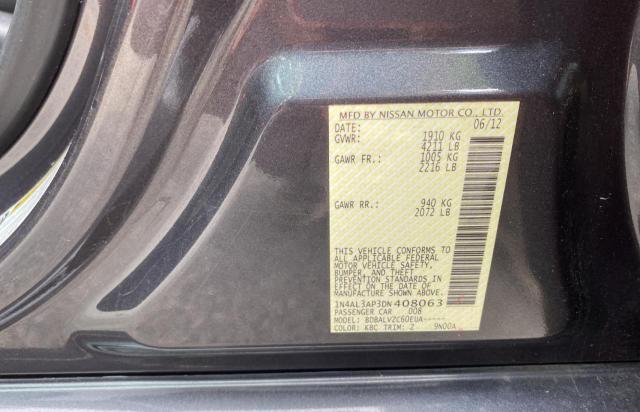 MFD BY NISSAN MOTOR CO., LTD.
DATE: 06/12
GVWR: 1910 KG
4211 LB
GAWR FR.: 1005 KG
2216 LB
GAWR RR.: 940 KG
2072 LB
THIS VEHICLE CONFORMS TO
ALL APPLICABLE FEDERAL
MOTOR VEHICLE SAFETY,
BUMPER, AND THEFT
PREVENTION STANDARDS IN
EFFECT ON THE DATE OF
MANUFACTURE SHOWN ABOVE.
1N4AL3AP3DN408063
PASSENGER CAR 008
MODEL: BDBALVZC60EUA-----
COLOR: KBC TRIM: Z 9N00A